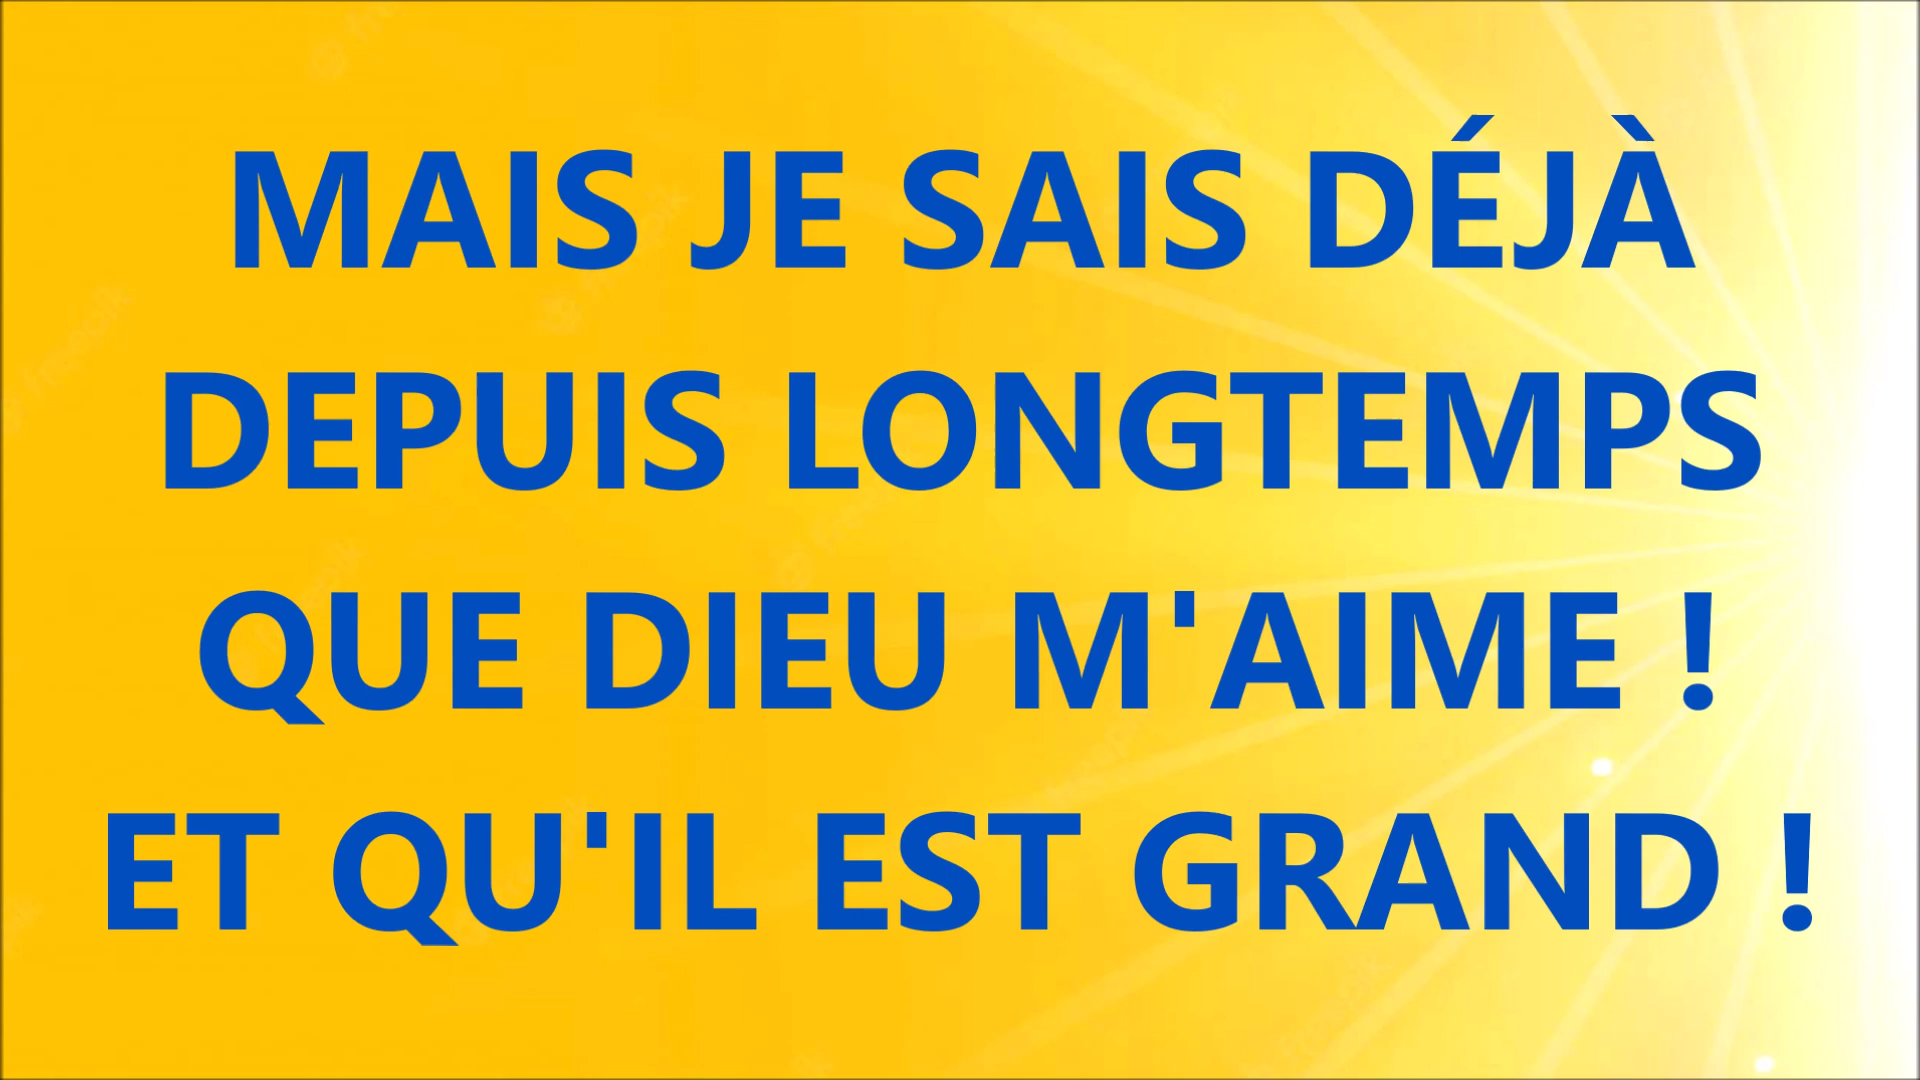 MAIS JE SAIS DÉJÀ
DEPUIS LONGTEMPS
QUE DIEU M'AIME !
ET QU'IL EST GRAND !